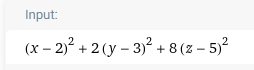 Input:
(x – 2)² + 2 (y – 3)² + 8 (z – 5)²